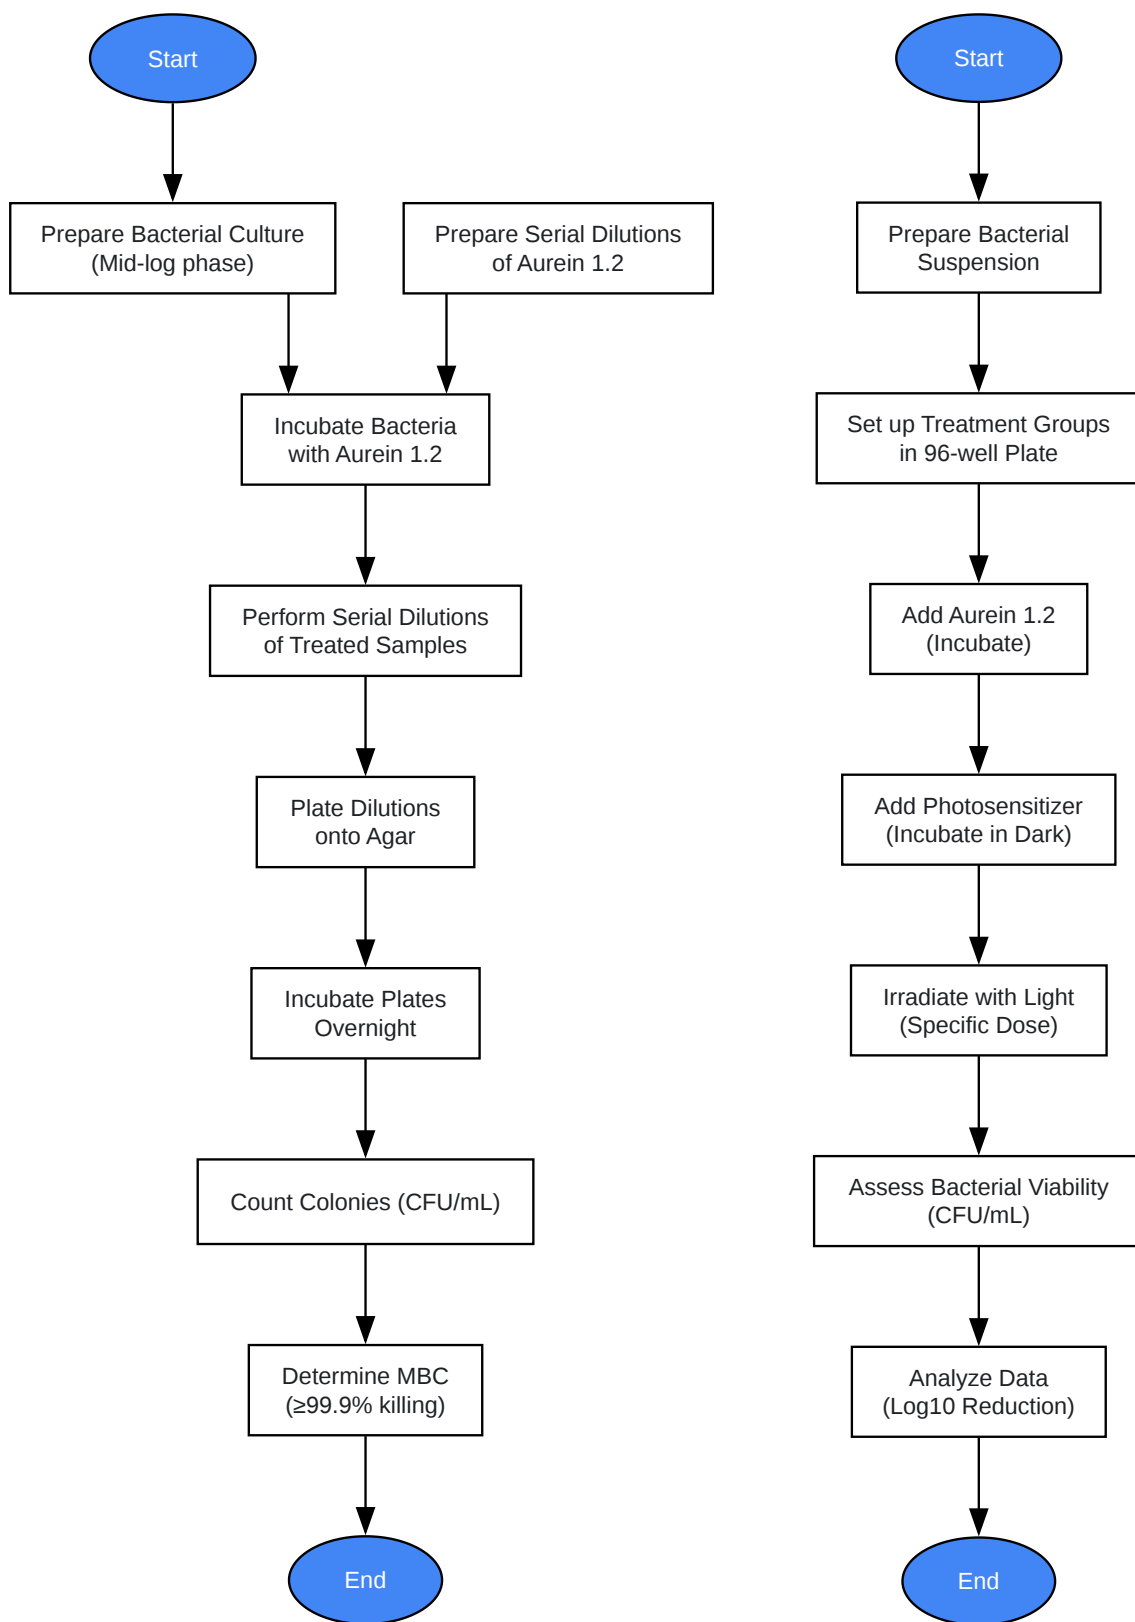 Start
Prepare Bacterial Culture
(Mid-log phase)
Prepare Serial Dilutions
of Aurein 1.2
Incubate Bacteria
with Aurein 1.2
Perform Serial Dilutions
of Treated Samples
Plate Dilutions
onto Agar
Incubate Plates
Overnight
Count Colonies (CFU/mL)
Determine MBC
(≥99.9% killing)
End
Start
Prepare Bacterial
Suspension
Set up Treatment Groups
in 96-well Plate
Add Aurein 1.2
(Incubate)
Add Photosensitizer
(Incubate in Dark)
Irradiate with Light
(Specific Dose)
Assess Bacterial Viability
(CFU/mL)
Analyze Data
(Log10 Reduction)
End